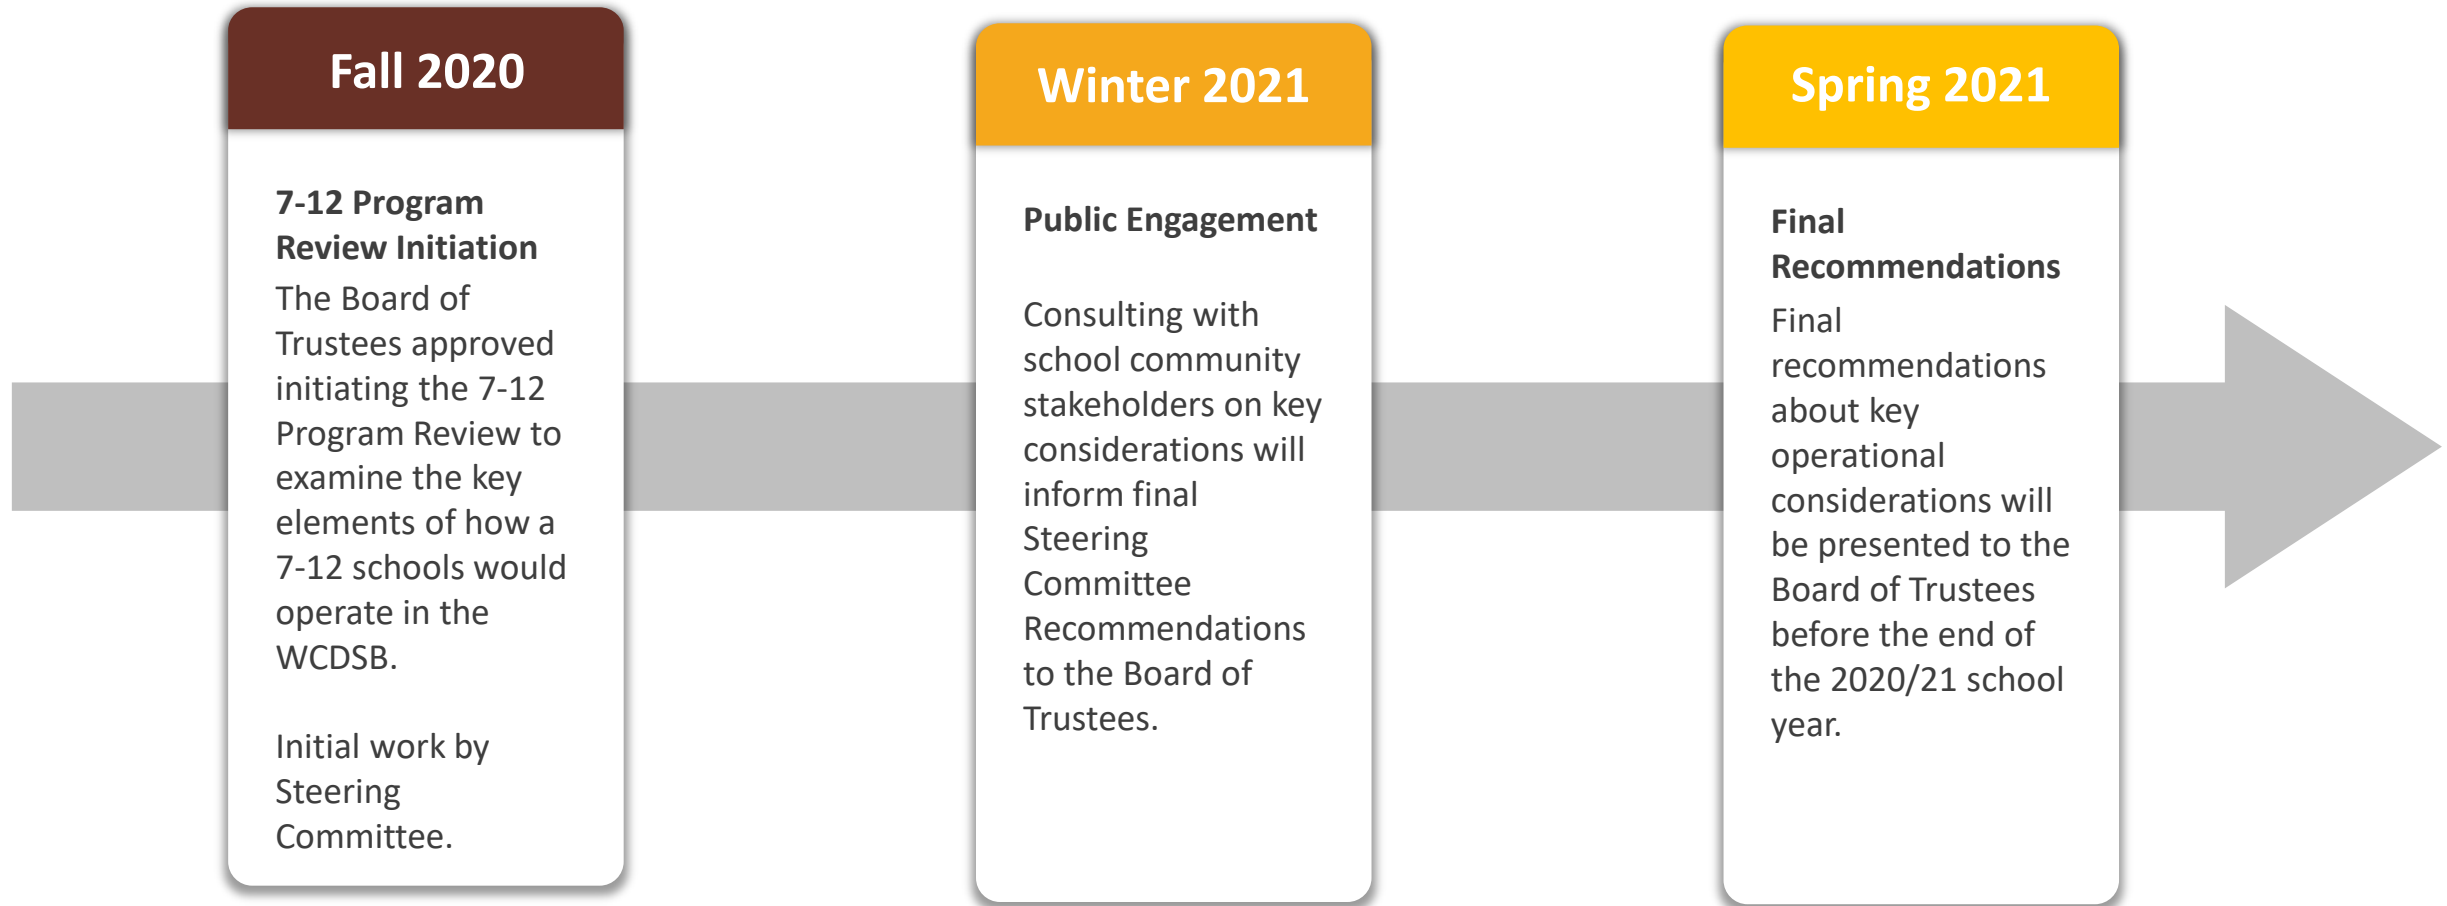 Fall 2020
7-12 Program
Review Initiation
The Board of
Trustees approved
initiating the 7-12
Program Review to
examine the key
elements of how a
7-12 schools would
operate in the
WCDSB.
Initial work by
Steering
Committee.
Winter 2021
Public Engagement
Consulting with
school community
stakeholders on key
considerations will
inform final
Steering
Committee
Recommendations
to the Board of
Trustees.
Spring 2021
Final
Recommendations
Final
recommendations
about key
operational
considerations will
be presented to the
Board of Trustees
before the end of
the 2020/21 school
year.